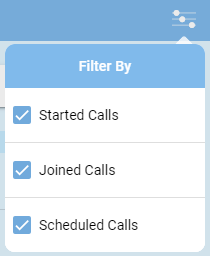 Filter By
Started Calls
Joined Calls
Scheduled Calls